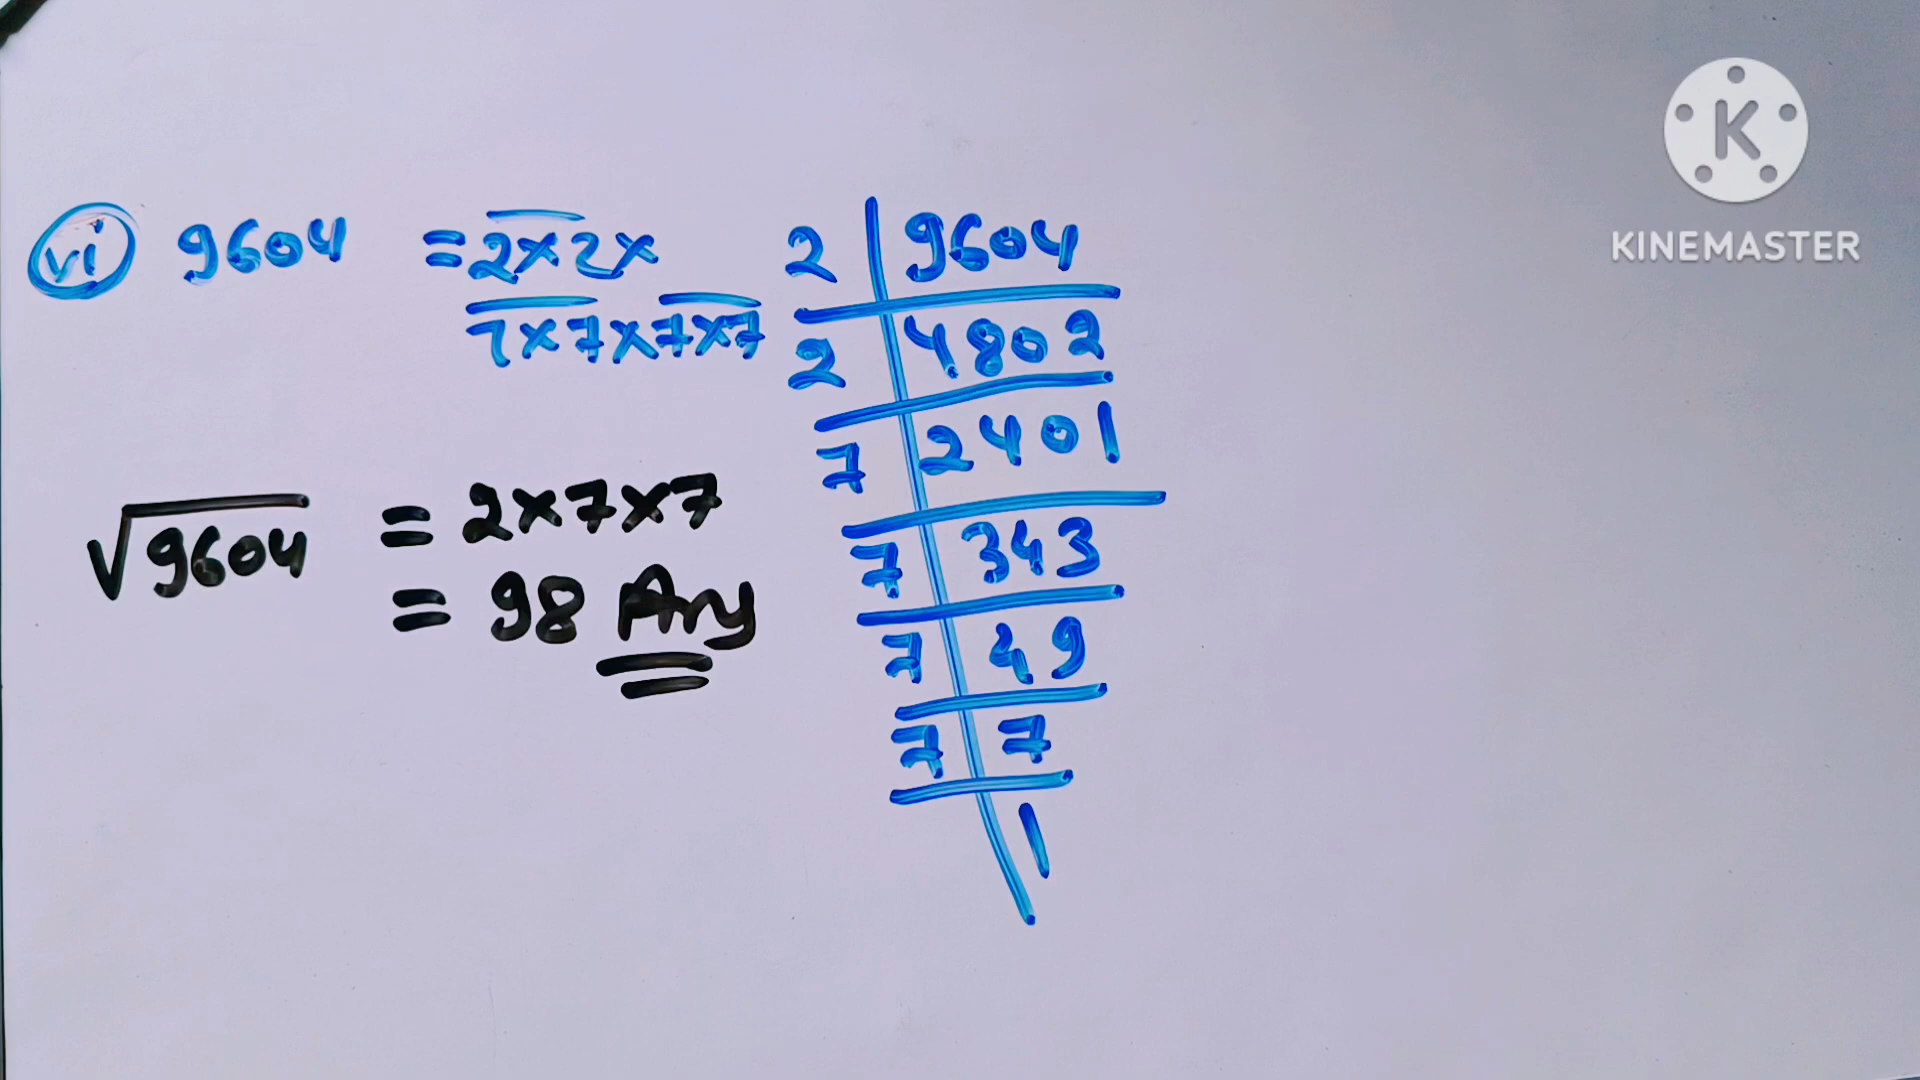 vi 9604 = 2×2×
7×7×7×7
√9604 = 2×7×7
= 98 Ans
2 | 9604
2 | 4802
7 | 2401
7 | 343
7 | 49
7 | 7
1
KINEMASTER